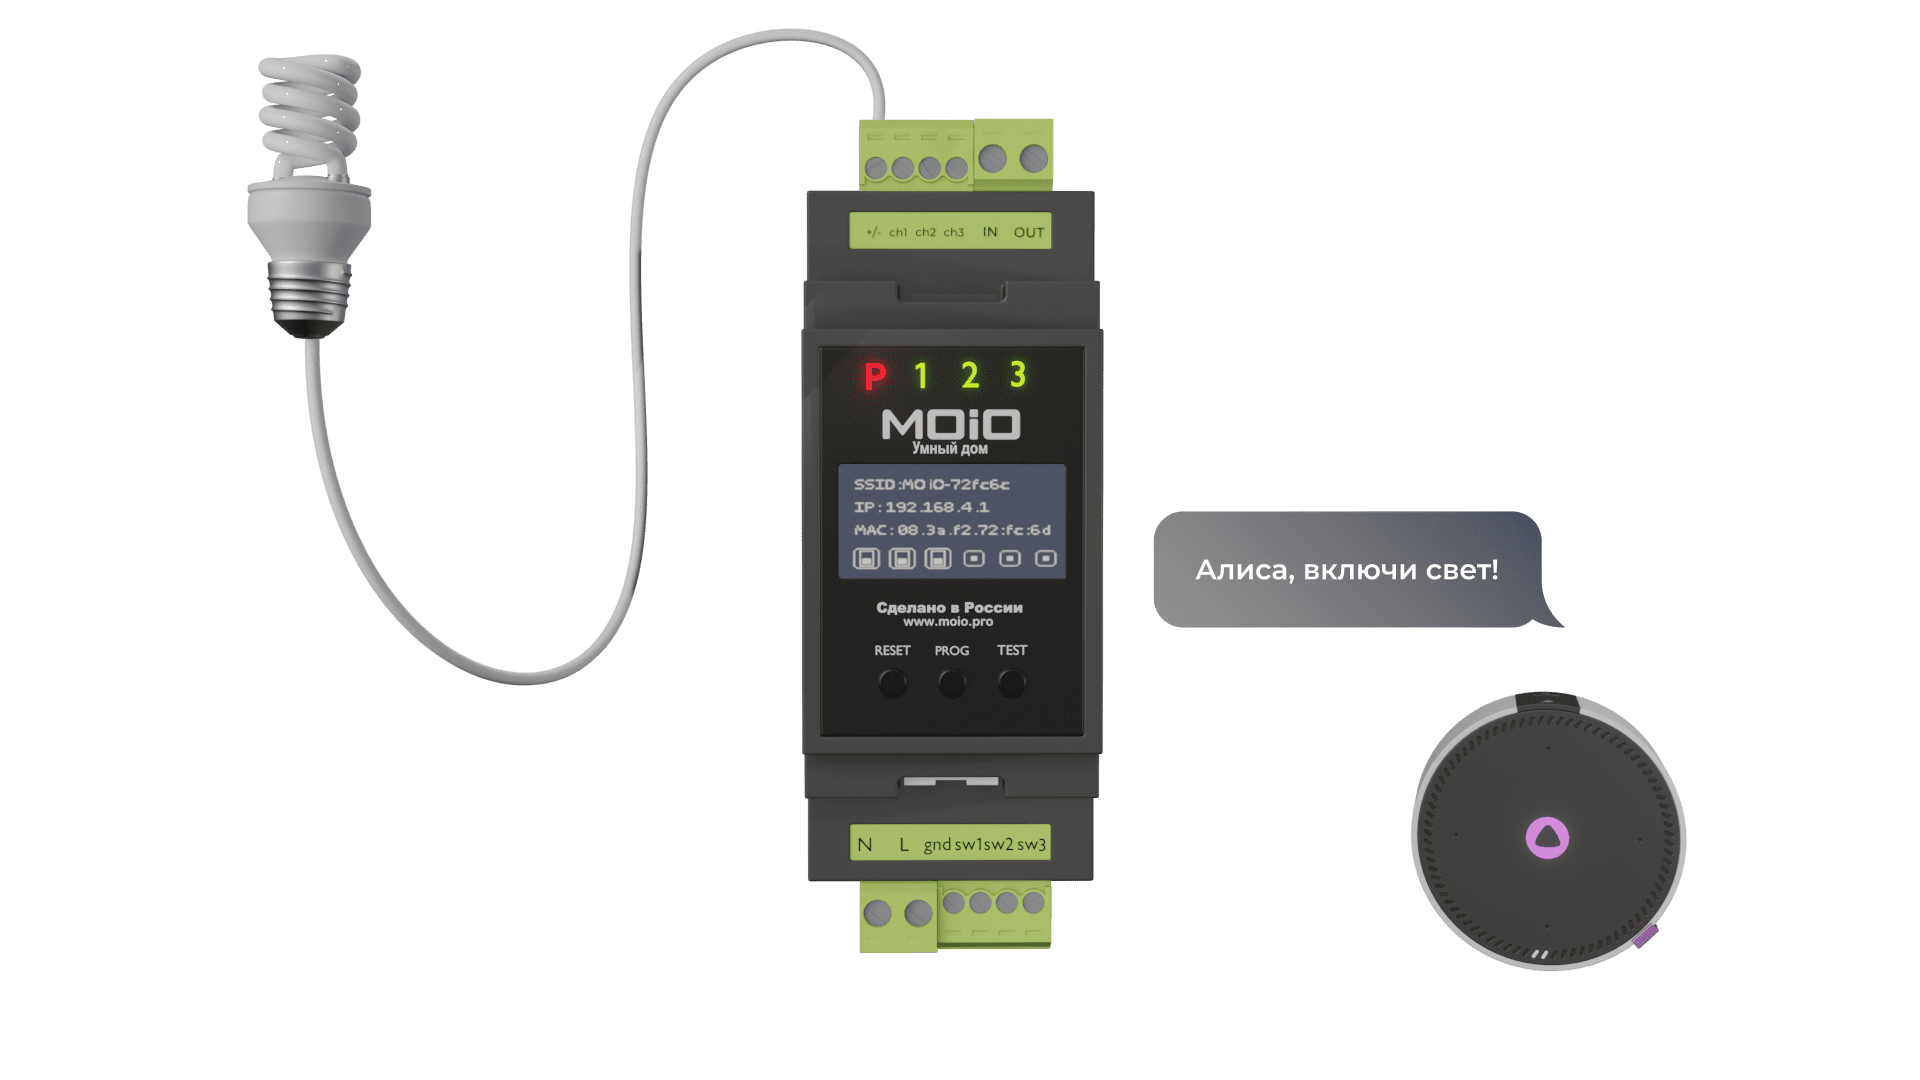 +/- ch1 ch2 ch3 IN OUT
P 1 2 3
MOiO
Умный дом
SSID:MOiO-72fc6c
IP:192.168.4.1
MAC:08.3a.f2.72:fc:6d
Сделано в России
www.moio.pro
RESET PROG TEST
N L gnd sw1 sw2 sw3
Алиса, включи свет!